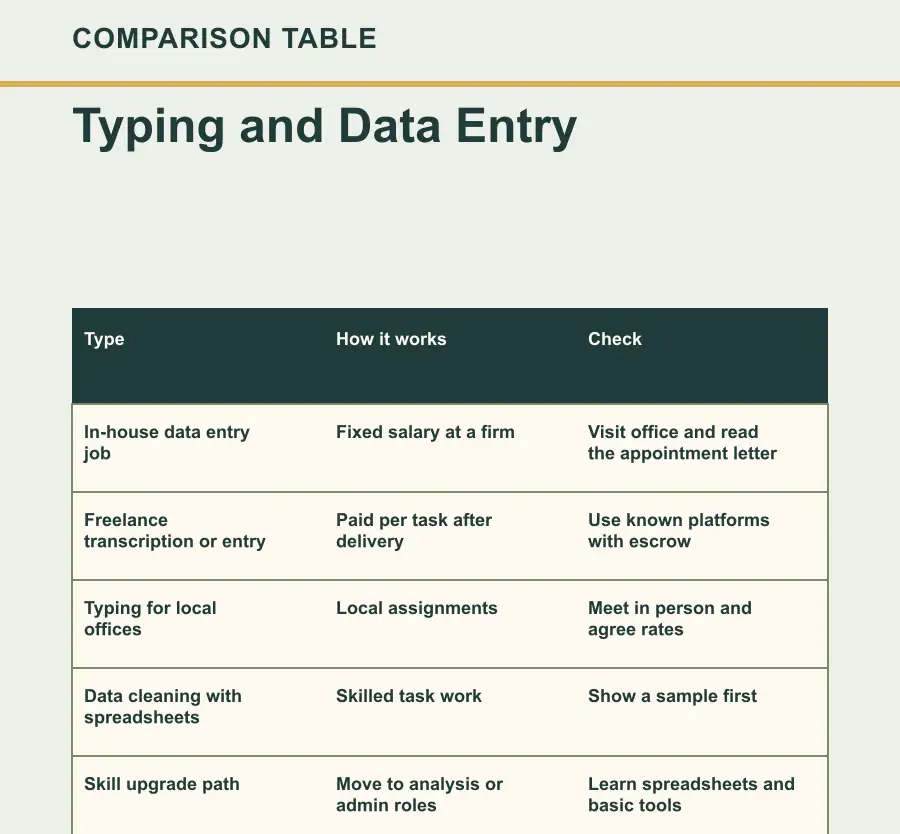 COMPARISON TABLE
Typing and Data Entry
Type How it works Check
In-house data entry Fixed salary at a firm Visit office and read
job the appointment letter
Freelance Paid per task after Use known platforms
transcription or entry delivery with escrow
Typing for local Local assignments Meet in person and
offices agree rates
Data cleaning with Skilled task work Show a sample first
spreadsheets
Skill upgrade path Move to analysis or Learn spreadsheets and
admin roles basic tools